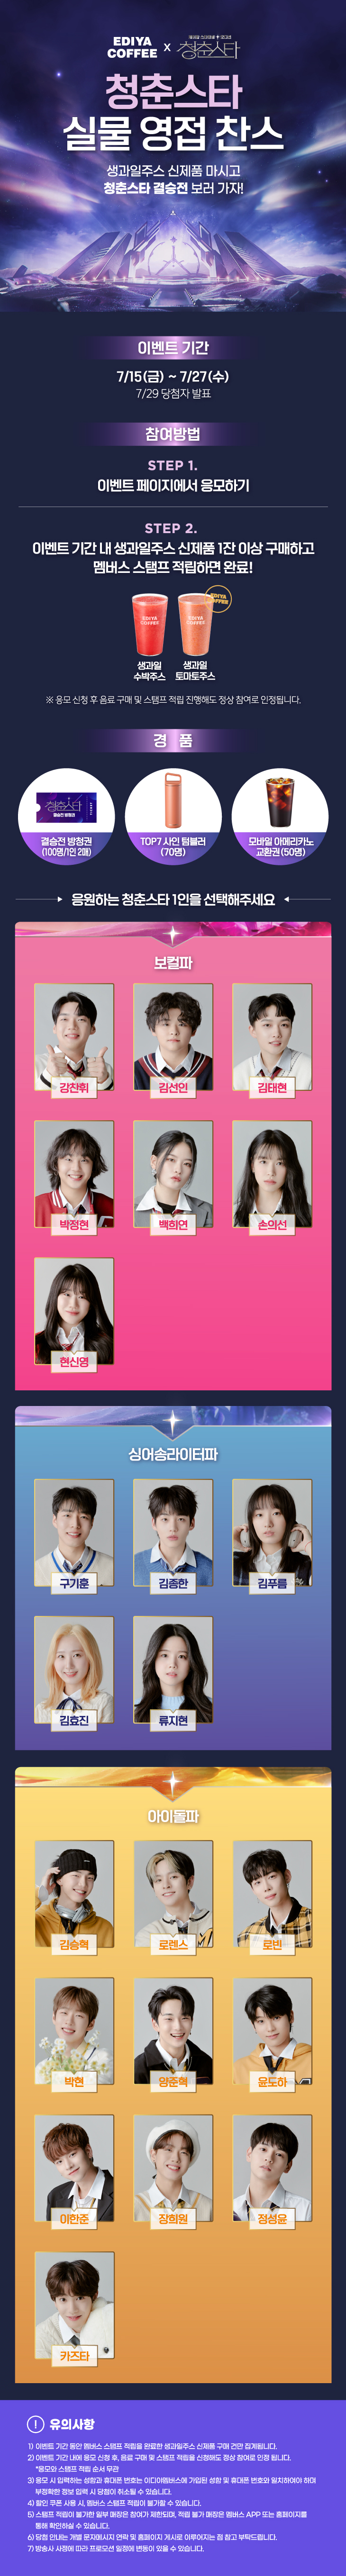 EDIYA
COFFEE
X
청춘스타
청춘스타
실물 영접 찬스
생과일주스 신제품 마시고
청춘스타 결승전 보러 가자!
이벤트 기간
7/15(금) ~ 7/27(수)
7/29 당첨자 발표
참여방법
STEP 1.
이벤트 페이지에서 응모하기
STEP 2.
이벤트 기간 내 생과일주스 신제품 1잔 이상 구매하고
멤버스 스탬프 적립하면 완료!
EDIYA
COFFEE
EDIYA
COFFEE
EDIYA
COFFEE
생과일
수박주스
생과일
토마토주스
※ 응모 신청 후 음료 구매 및 스탬프 적립 진행해도 정상 참여로 인정됩니다.
경 품
청춘스타
결승전 방청권
TICKET
결승전 방청권
(100명/1인 2매)
TOP7 사인 텀블러
(70명)
모바일 아메리카노
교환권 (50명)
응원하는 청춘스타 1인을 선택해주세요
보컬파
강찬휘
김선인
김태현
박정현
백희연
손의선
현신영
싱어송라이터파
구기훈
김종한
김푸름
김효진
류지현
아이돌파
김승혁
로렌스
로빈
박현
양준혁
윤도하
이한준
장희원
정성윤
카즈타
유의사항
1) 이벤트 기간 동안 멤버스 스탬프 적립을 완료한 생과일주스 신제품 구매 건만 집계됩니다.
2) 이벤트 기간 내에 응모 신청 후, 음료 구매 및 스탬프 적립을 신청해도 정상 참여로 인정 됩니다.
*응모와 스탬프 적립 순서 무관
3) 응모 시 입력하는 성함과 휴대폰 번호는 이디야멤버스에 가입된 성함 및 휴대폰 번호와 일치하여야 하며
부정확한 정보 입력 시 당첨이 취소될 수 있습니다.
4) 할인 쿠폰 사용 시, 멤버스 스탬프 적립이 불가할 수 있습니다.
5) 스탬프 적립이 불가한 일부 매장은 참여가 제한되며, 적립 불가 매장은 멤버스 APP 또는 홈페이지를
통해 확인하실 수 있습니다.
6) 당첨 안내는 개별 문자메시지 연락 및 홈페이지 게시로 이루어지는 점 참고 부탁드립니다.
7) 방송사 사정에 따라 프로모션 일정에 변동이 있을 수 있습니다.